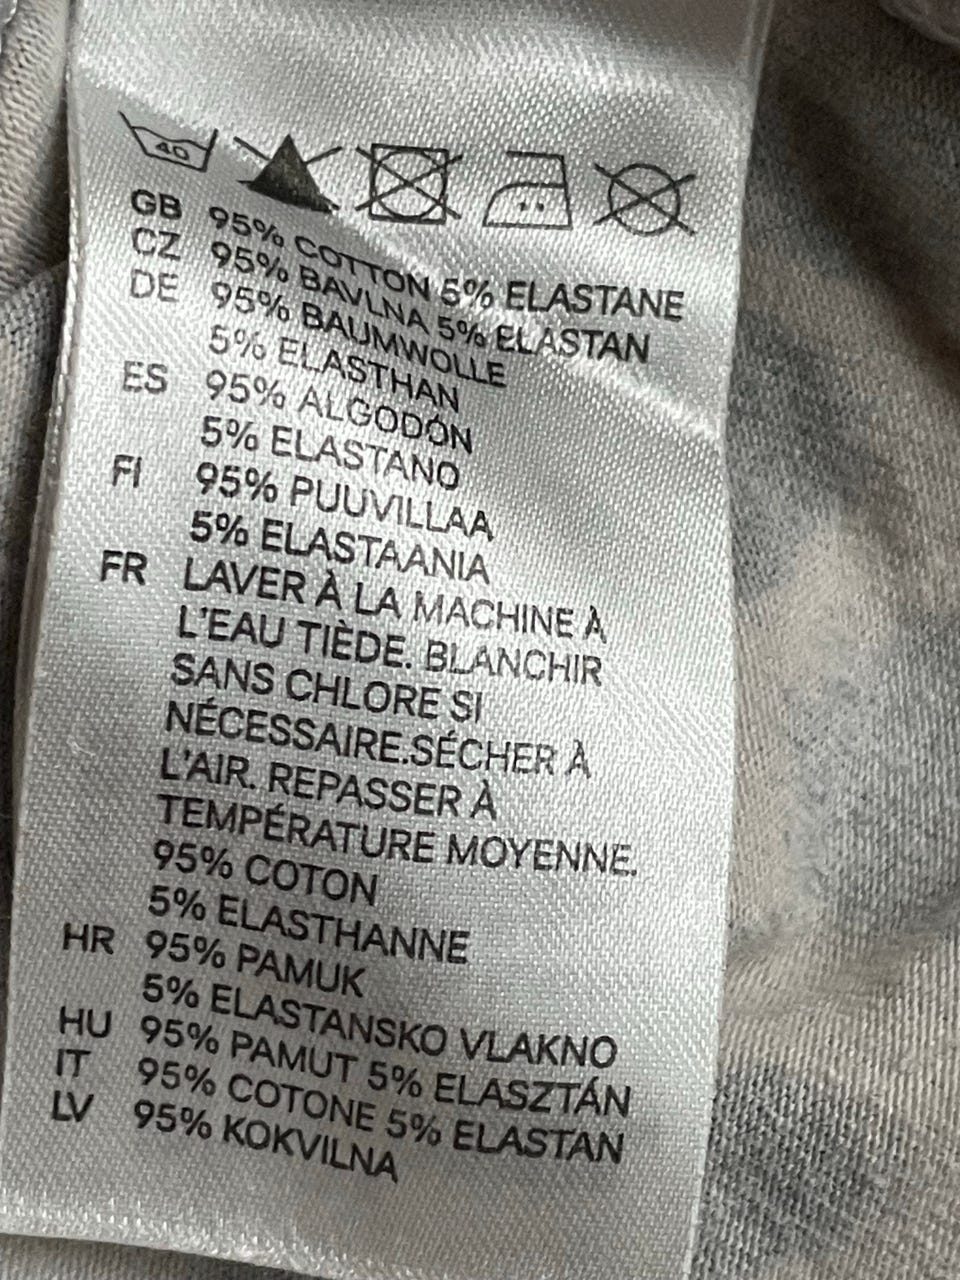 40
GB 95% COTTON 5% ELASTANE
CZ 95% BAVLNA 5% ELASTAN
DE 95% BAUMWOLLE
5% ELASTHAN
ES 95% ALGODÓN
5% ELASTANO
FI 95% PUUVILLAA
5% ELASTAANIA
FR LAVER À LA MACHINE À
L'EAU TIÈDE. BLANCHIR
SANS CHLORE SI
NÉCESSAIRE.SÉCHER À
L'AIR. REPASSER À
TEMPÉRATURE MOYENNE.
95% COTON
5% ELASTHANNE
HR 95% PAMUK
5% ELASTANSKO VLAKNO
HU 95% PAMUT 5% ELASZTÁN
IT 95% COTONE 5% ELASTAN
LV 95% KOKVILNA